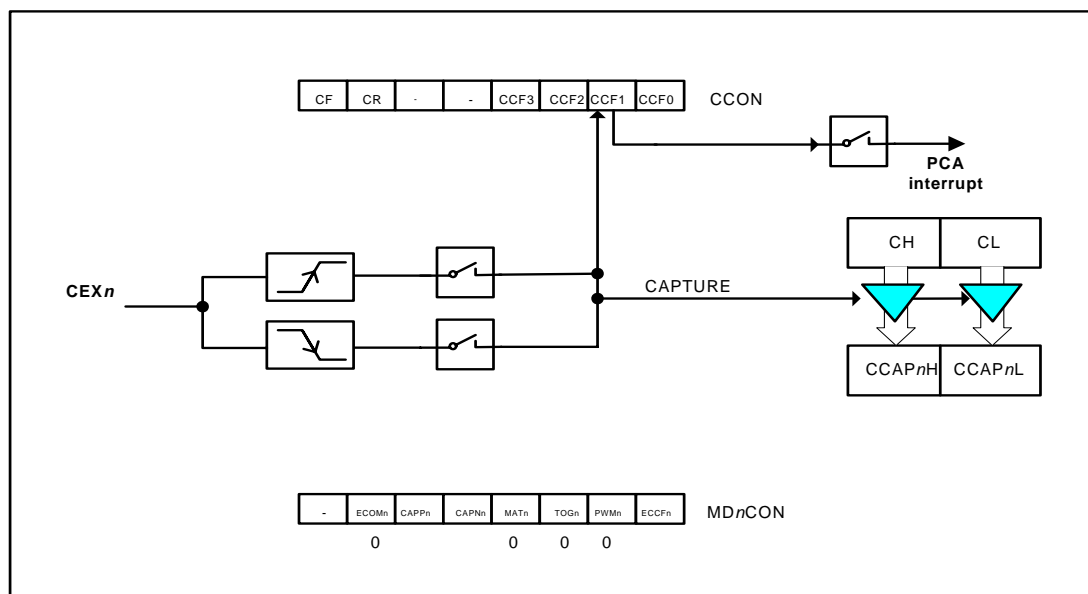 CF CR - - CCF3 CCF2 CCF1 CCF0 CCON
PCA
interrupt
CH CL
CEXn
CAPTURE
CCAPnH CCAPnL
- ECOMn CAPPn CAPNn MATn TOGn PWMn ECCFn MDnCON
0 0 0 0